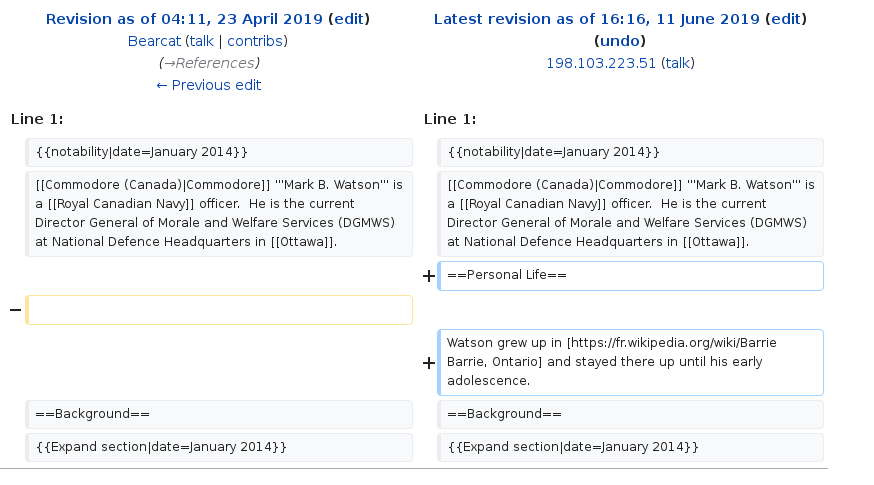 Revision as of 04:11, 23 April 2019 (edit)
Bearcat (talk | contribs)
(→References)
← Previous edit
Latest revision as of 16:16, 11 June 2019 (edit)
(undo)
198.103.223.51 (talk)
Line 1:
Line 1:
{{notability|date=January 2014}}
{{notability|date=January 2014}}
[[Commodore (Canada)|Commodore]] '''Mark B. Watson''' is
a [[Royal Canadian Navy]] officer.  He is the current
Director General of Morale and Welfare Services (DGMWS)
at National Defence Headquarters in [[Ottawa]].
[[Commodore (Canada)|Commodore]] '''Mark B. Watson''' is
a [[Royal Canadian Navy]] officer.  He is the current
Director General of Morale and Welfare Services (DGMWS)
at National Defence Headquarters in [[Ottawa]].
+ ==Personal Life==
−
+ Watson grew up in [https://fr.wikipedia.org/wiki/Barrie
Barrie, Ontario] and stayed there up until his early
adolescence.
==Background==
==Background==
{{Expand section|date=January 2014}}
{{Expand section|date=January 2014}}